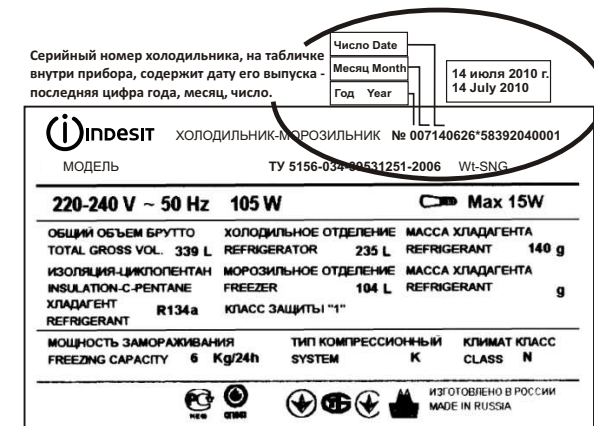 Серийный номер холодильника, на табличке
внутри прибора, содержит дату его выпуска -
последняя цифра года, месяц, число.
Число Date
Месяц Month
Год Year
14 июля 2010 г.
14 July 2010
indesit ХОЛОДИЛЬНИК-МОРОЗИЛЬНИК № 007140626*58392040001
МОДЕЛЬ ТУ 5156-034-39531251-2006 Wt-SNG
220-240 V ~ 50 Hz 105 W Max 15W
ОБЩИЙ ОБЪЕМ БРУТТО ХОЛОДИЛЬНОЕ ОТДЕЛЕНИЕ МАССА ХЛАДАГЕНТА
TOTAL GROSS VOL. 339 L REFRIGERATOR 235 L REFRIGERANT 140 g
ИЗОЛЯЦИЯ-ЦИКЛОПЕНТАН МОРОЗИЛЬНОЕ ОТДЕЛЕНИЕ МАССА ХЛАДАГЕНТА
INSULATION-C-PENTANE FREEZER 104 L REFRIGERANT g
ХЛАДАГЕНТ R134a КЛАСС ЗАЩИТЫ "1"
REFRIGERANT
МОЩНОСТЬ ЗАМОРАЖИВАНИЯ ТИП КОМПРЕССИОННЫЙ КЛИМАТ КЛАСС
FREEZING CAPACITY 6 Kg/24h SYSTEM K CLASS N
ИЗГОТОВЛЕНО В РОССИИ
MADE IN RUSSIA